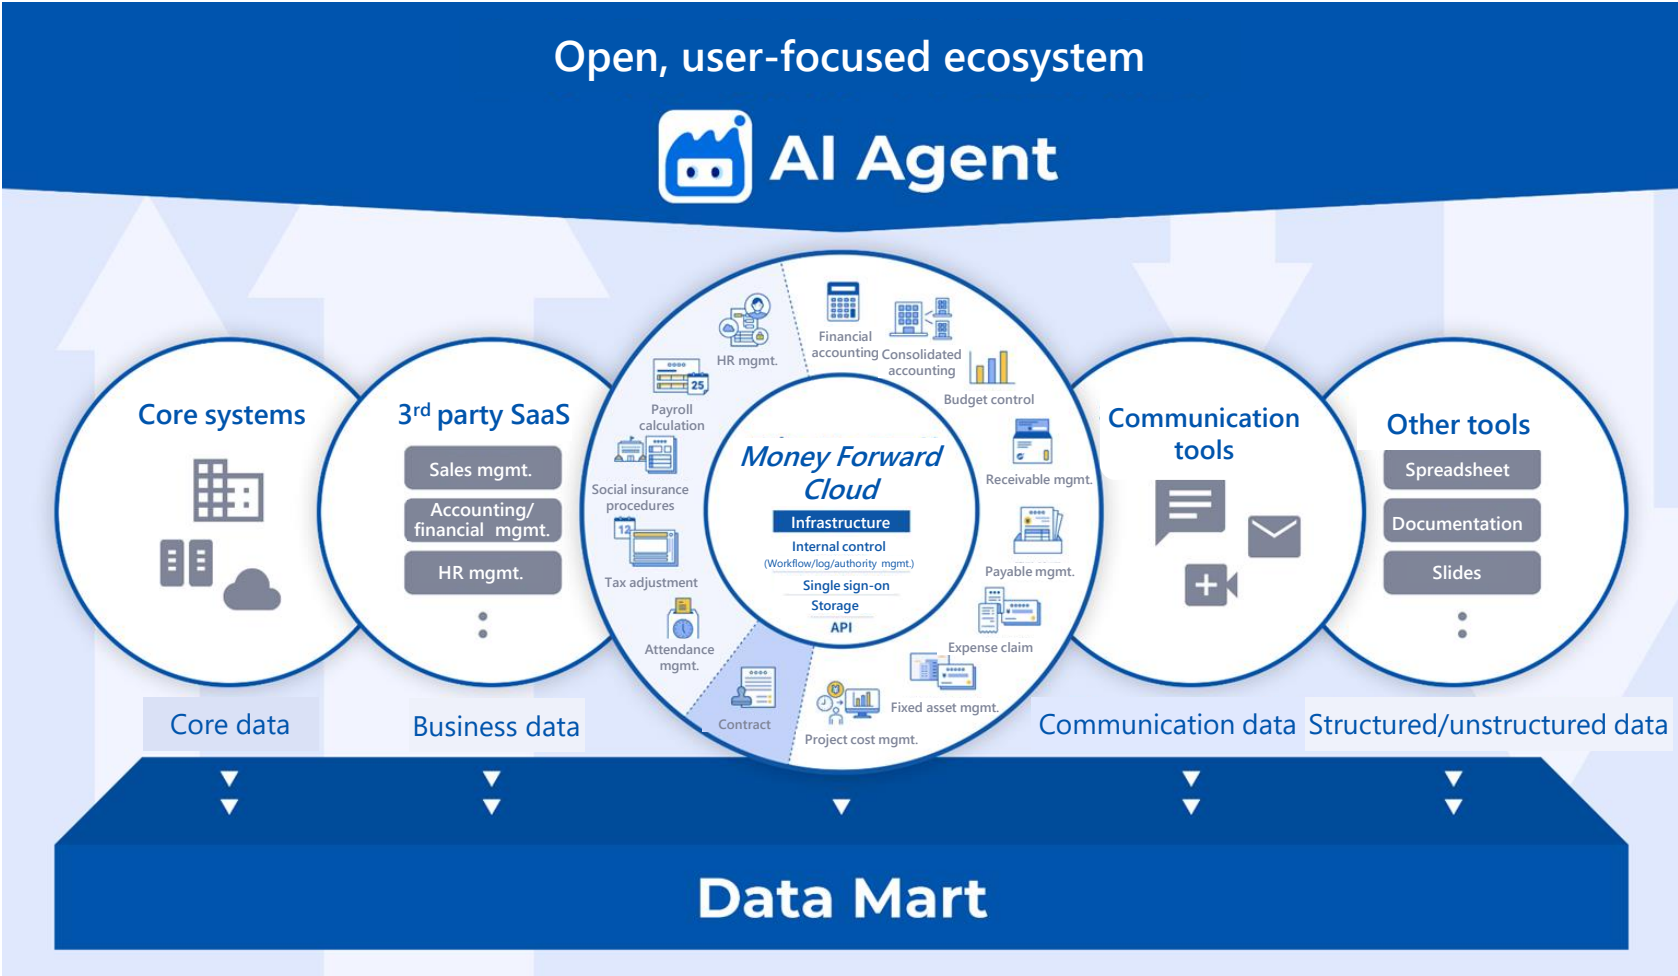 Open, user-focused ecosystem
AI Agent
Core systems
3rd party SaaS
Sales mgmt.
Accounting/
financial mgmt.
HR mgmt.
HR mgmt.
Payroll
calculation
25
Social insurance
procedures
12
Tax adjustment
Attendance
mgmt.
Contract
Financial
accounting
Consolidated
accounting
Budget control
Receivable mgmt.
Payable mgmt.
Expense claim
Fixed asset mgmt.
Project cost mgmt.
Money Forward
Cloud
Infrastructure
Internal control
(Workflow/log/authority mgmt.)
Single sign-on
Storage
API
Communication
tools
Other tools
Spreadsheet
Documentation
Slides
Core data
Business data
Communication data
Structured/unstructured data
Data Mart